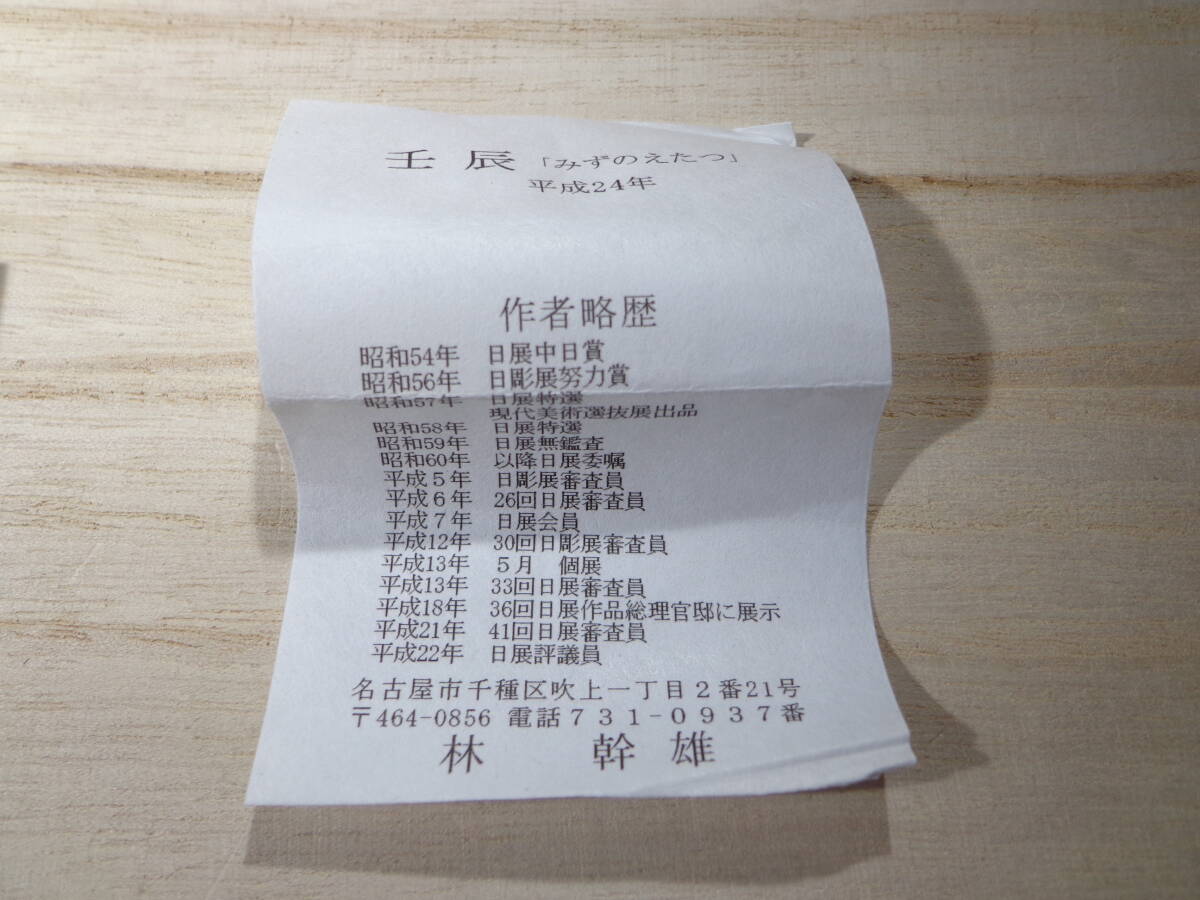 壬辰「みずのえたつ」
平成24年
作者略歴
昭和54年 日展中日賞
昭和56年 日彫展努力賞
昭和57年 日展特選
現代美術選抜展出品
昭和58年 日展特選
昭和59年 日展無鑑査
昭和60年 以降日展委嘱
平成５年 日彫展審査員
平成６年 26回日展審査員
平成７年 日展会員
平成12年 30回日彫展審査員
平成13年 ５月 個展
平成13年 33回日展審査員
平成18年 36回日展作品総理官邸に展示
平成21年 41回日展審査員
平成22年 日展評議員
名古屋市千種区吹上一丁目２番21号
〒464-0856 電話７３１-０９３７番
林 幹雄